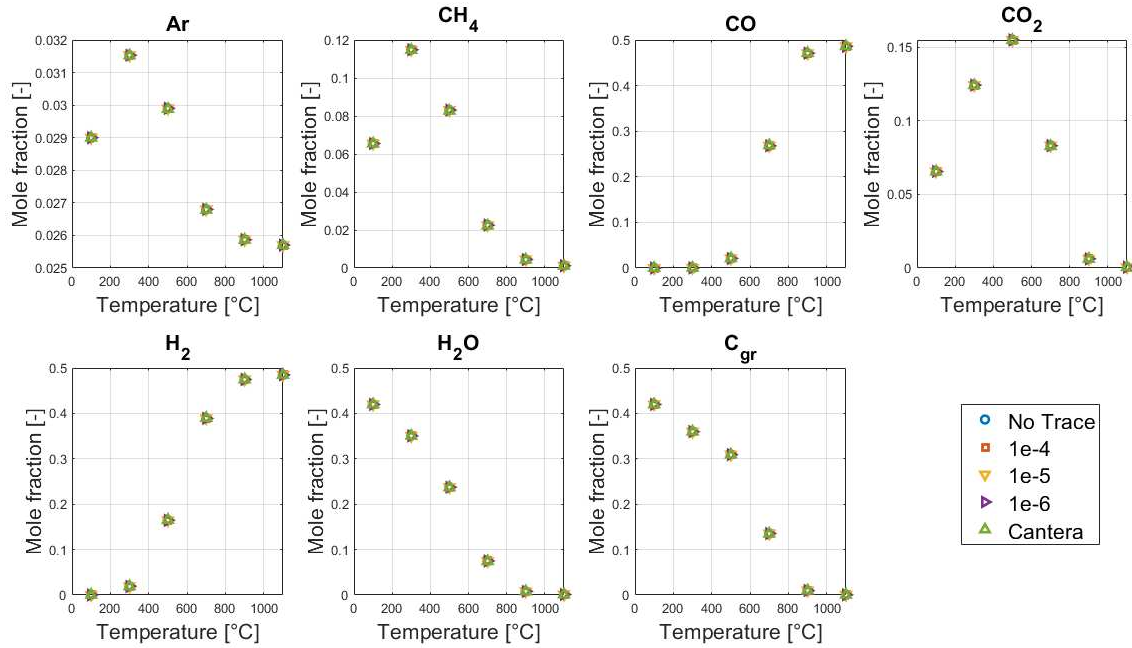 Ar
Mole fraction [-]
0.032
0.031
0.03
0.029
0.028
0.027
0.026
0.025
0 200 400 600 800 1000
Temperature [°C]
CH4
Mole fraction [-]
0.12
0.1
0.08
0.06
0.04
0.02
0
0 200 400 600 800 1000
Temperature [°C]
CO
Mole fraction [-]
0.5
0.4
0.3
0.2
0.1
0
0 200 400 600 800 1000
Temperature [°C]
CO2
Mole fraction [-]
0.15
0.1
0.05
0
0 200 400 600 800 1000
Temperature [°C]
H2
Mole fraction [-]
0.5
0.4
0.3
0.2
0.1
0
0 200 400 600 800 1000
Temperature [°C]
H2O
Mole fraction [-]
0.5
0.4
0.3
0.2
0.1
0
0 200 400 600 800 1000
Temperature [°C]
Cgr
Mole fraction [-]
0.5
0.4
0.3
0.2
0.1
0
0 200 400 600 800 1000
Temperature [°C]
No Trace
1e-4
1e-5
1e-6
Cantera